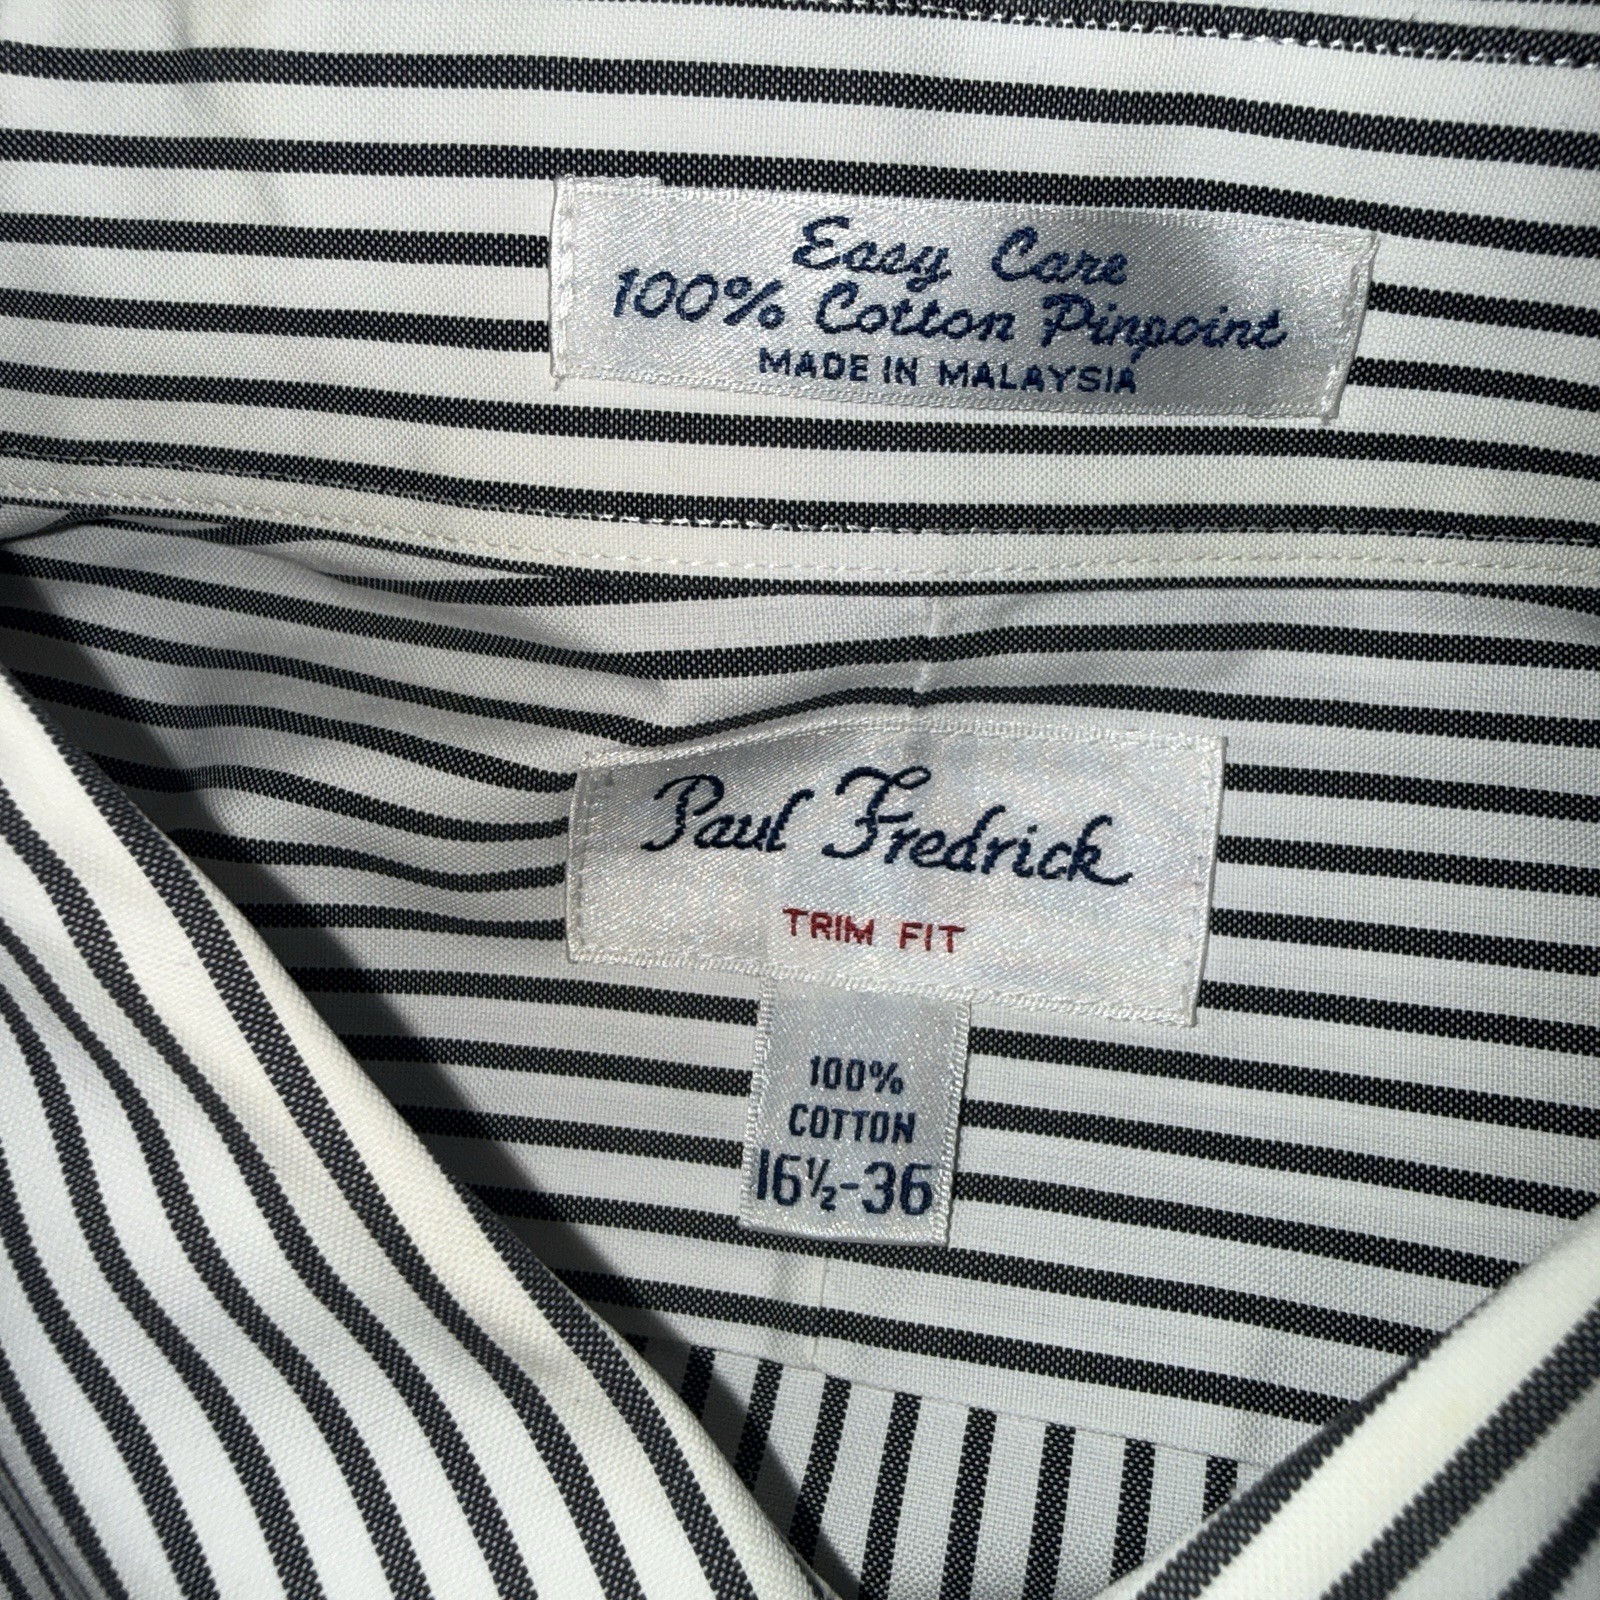 Easy Care
100% Cotton Pinpoint
MADE IN MALAYSIA
Paul Fredrick
TRIM FIT
100%
COTTON
16½-36